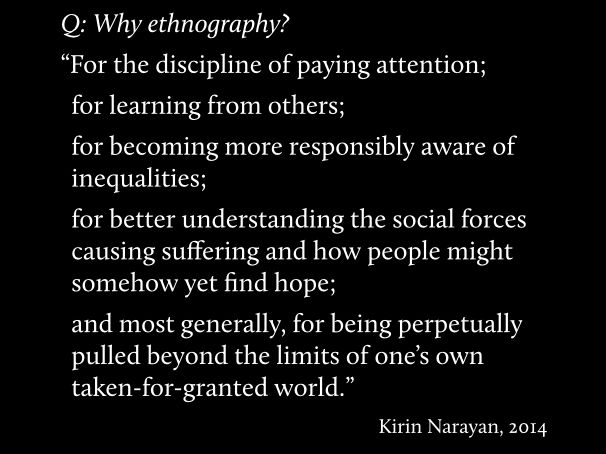 Q: Why ethnography?
“For the discipline of paying attention;
for learning from others;
for becoming more responsibly aware of
inequalities;
for better understanding the social forces
causing suffering and how people might
somehow yet find hope;
and most generally, for being perpetually
pulled beyond the limits of one’s own
taken-for-granted world.”
Kirin Narayan, 2014